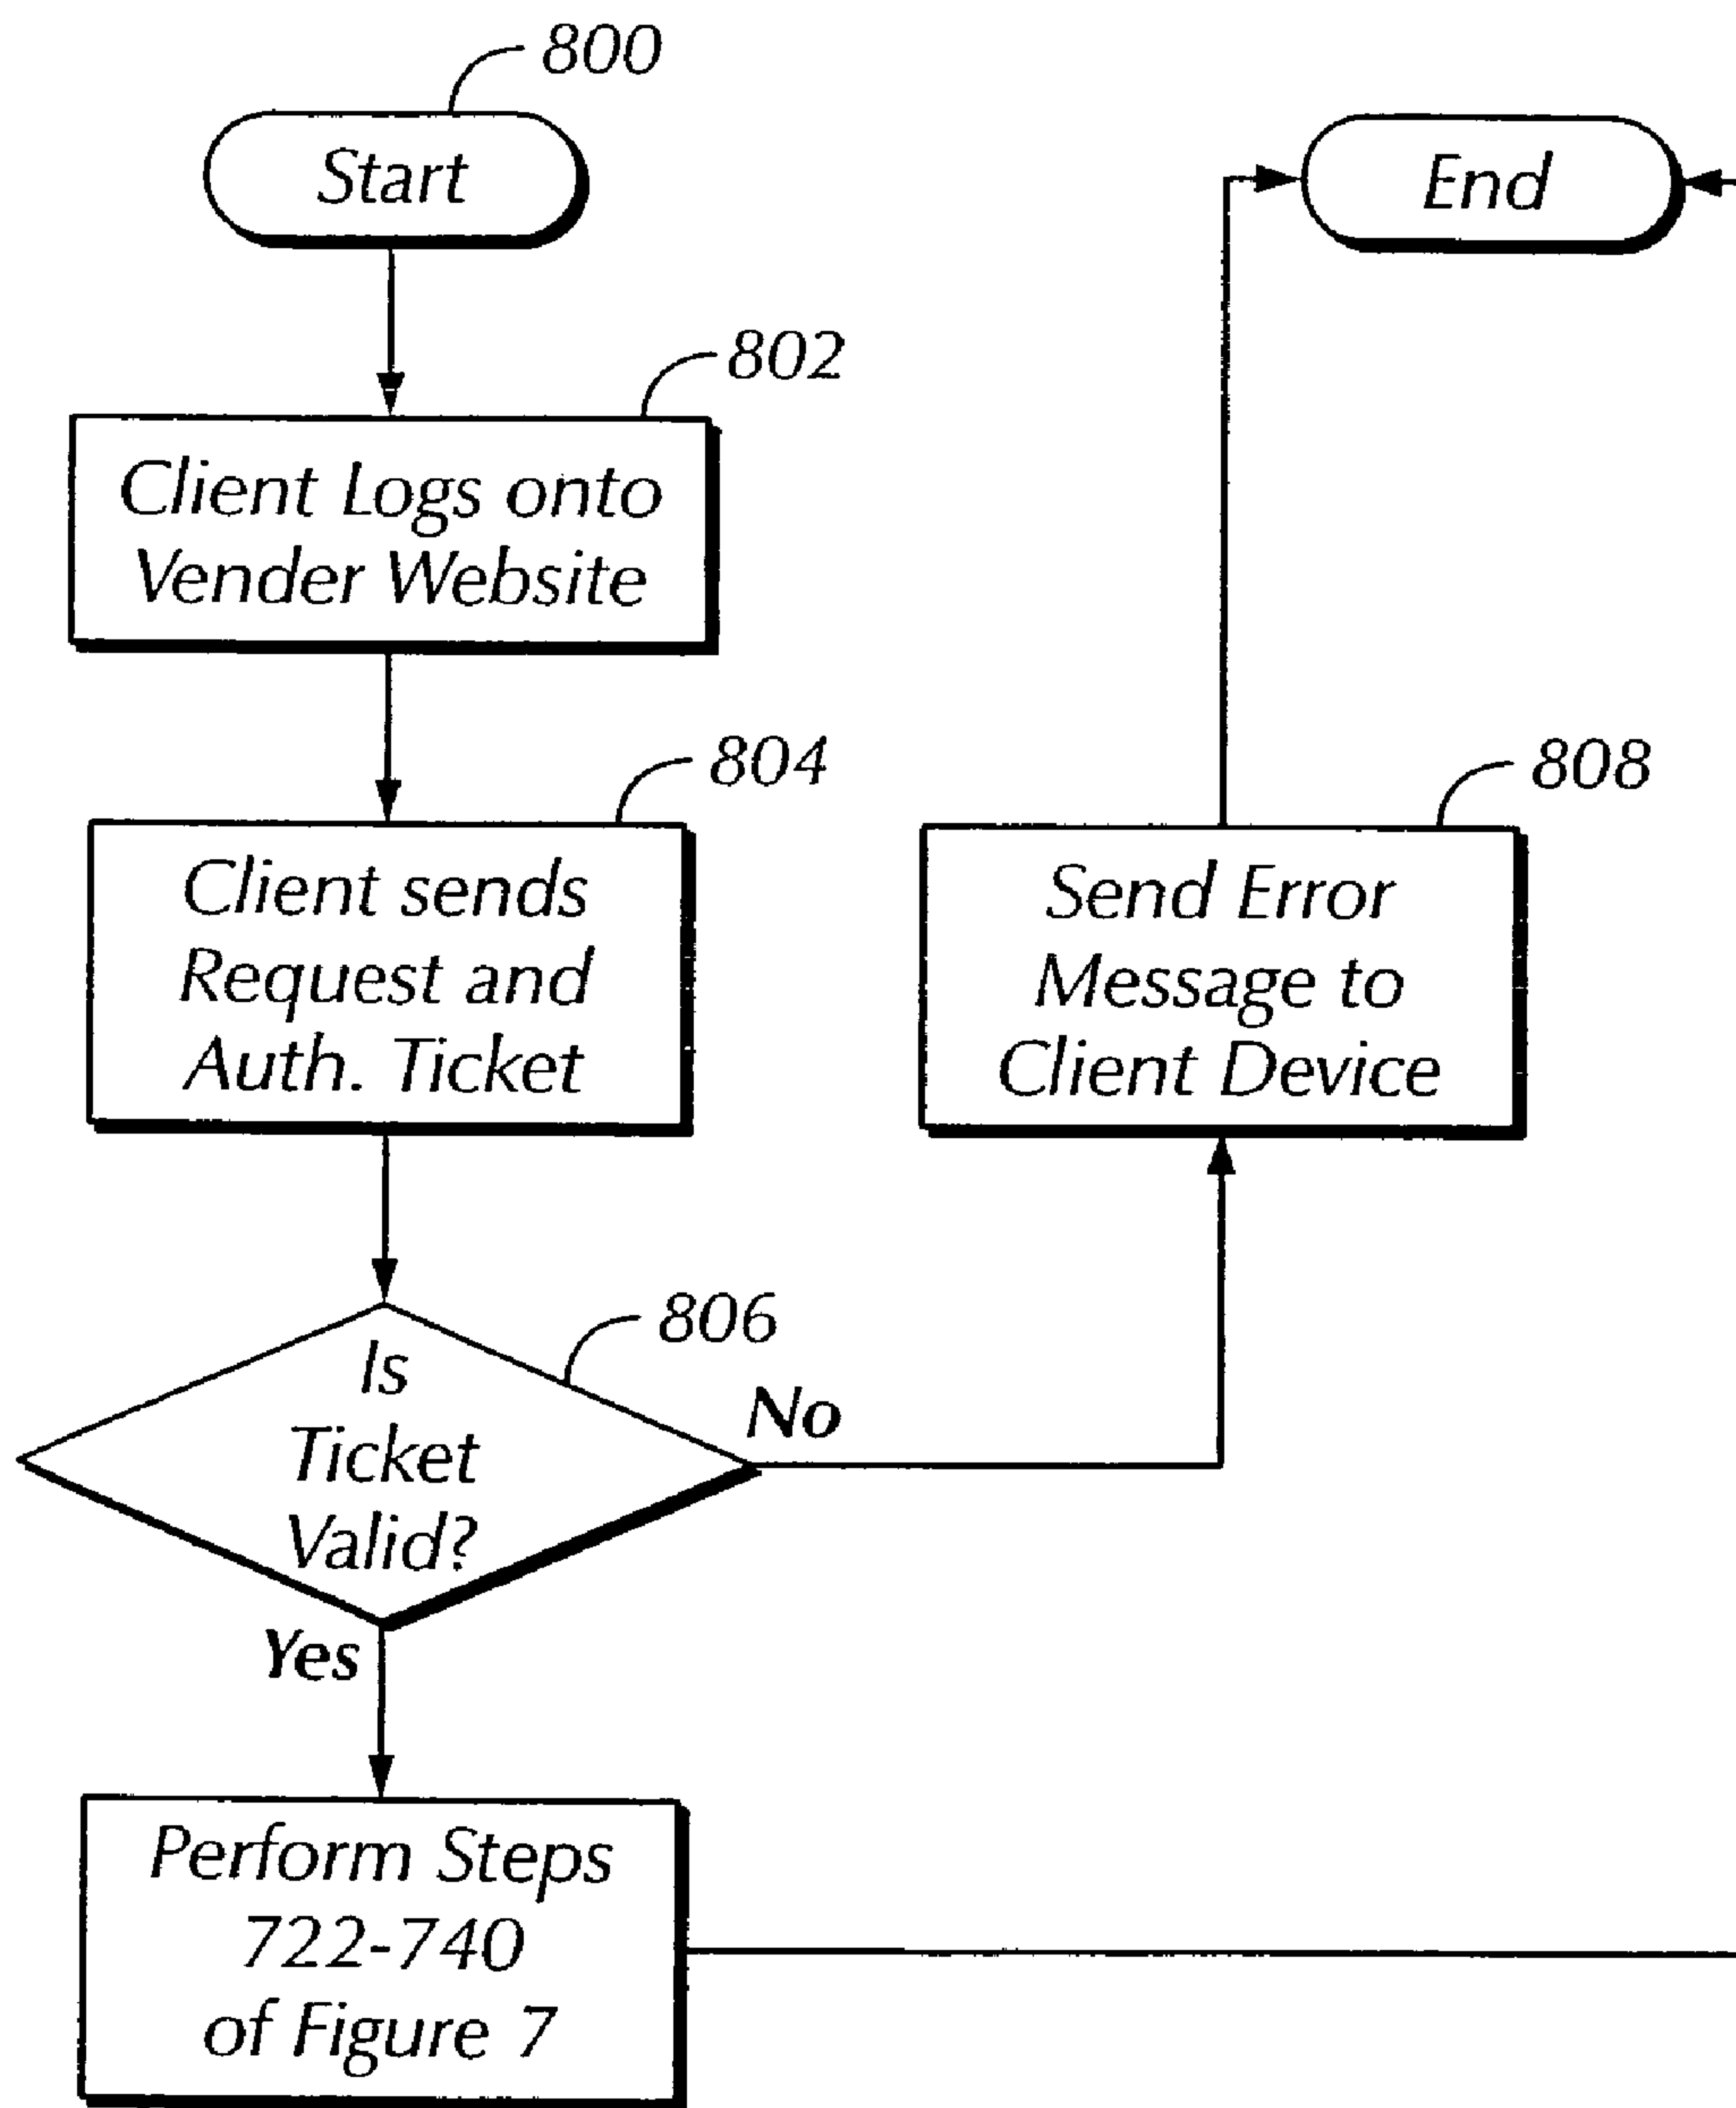 800
Start
End
802
Client Logs onto
Vender Website
804
Client sends
Request and
Auth. Ticket
808
Send Error
Message to
Client Device
806
Is
Ticket
Valid?
No
Yes
Perform Steps
722-740
of Figure 7